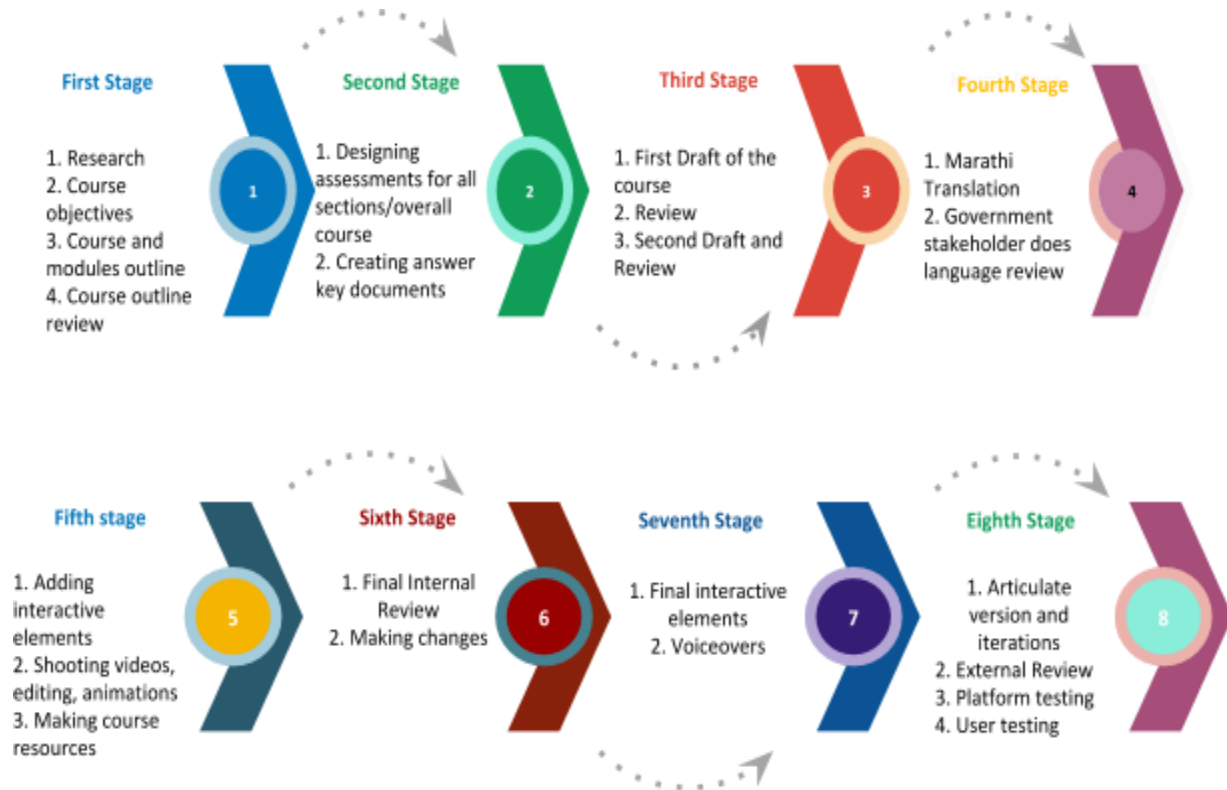 First Stage
1. Research
2. Course
objectives
3. Course and
modules outline
4. Course outline
review
1
Second Stage
1. Designing
assessments for all
sections/overall
course
2. Creating answer
key documents
2
Third Stage
1. First Draft of the
course
2. Review
3. Second Draft and
Review
3
Fourth Stage
1. Marathi
Translation
2. Government
stakeholder does
language review
4
Fifth stage
1. Adding
interactive
elements
2. Shooting videos,
editing, animations
3. Making course
resources
5
Sixth Stage
1. Final Internal
Review
2. Making changes
6
Seventh Stage
1. Final interactive
elements
2. Voiceovers
7
Eighth Stage
1. Articulate
version and
iterations
2. External Review
3. Platform testing
4. User testing
8